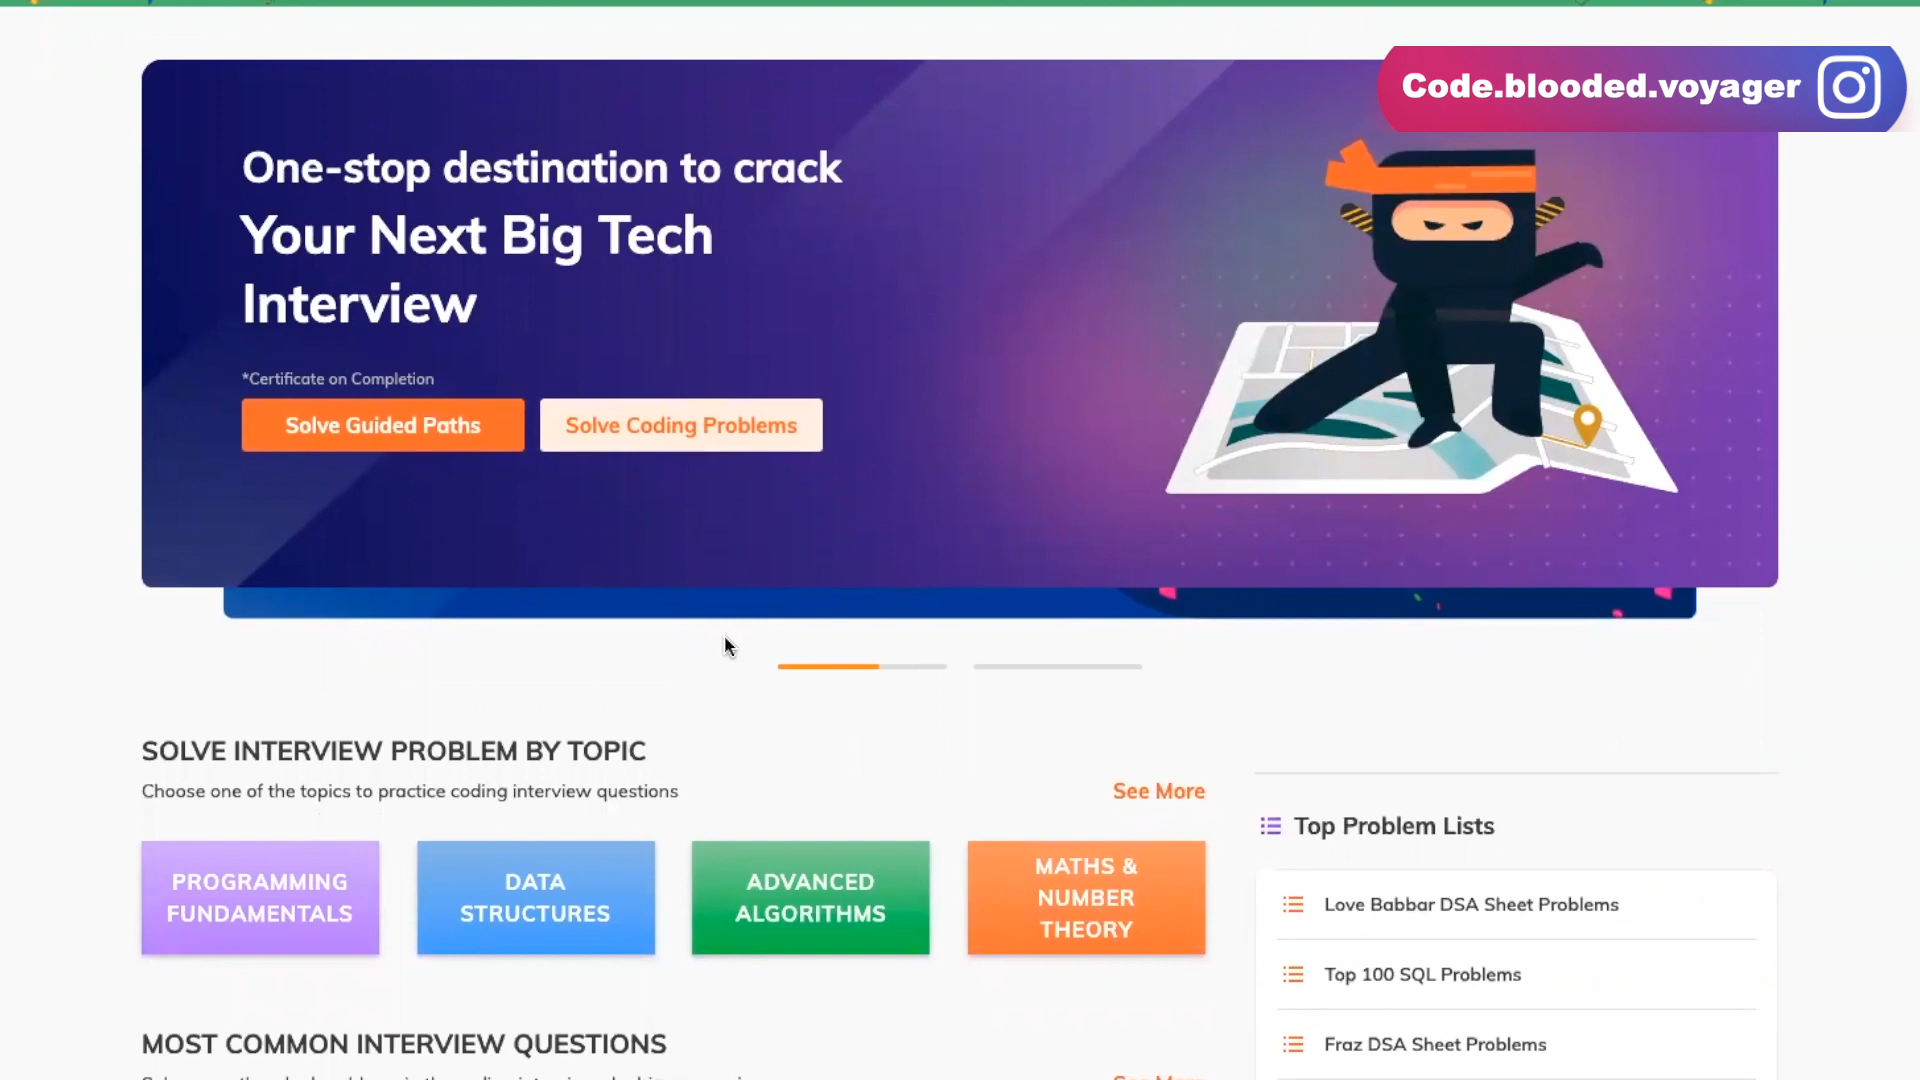 Code.blooded.voyager
One-stop destination to crack
Your Next Big Tech
Interview
*Certificate on Completion
Solve Guided Paths
Solve Coding Problems
SOLVE INTERVIEW PROBLEM BY TOPIC
Choose one of the topics to practice coding interview questions
See More
PROGRAMMING
FUNDAMENTALS
DATA
STRUCTURES
ADVANCED
ALGORITHMS
MATHS &
NUMBER
THEORY
Top Problem Lists
Love Babbar DSA Sheet Problems
Top 100 SQL Problems
Fraz DSA Sheet Problems
MOST COMMON INTERVIEW QUESTIONS
See More